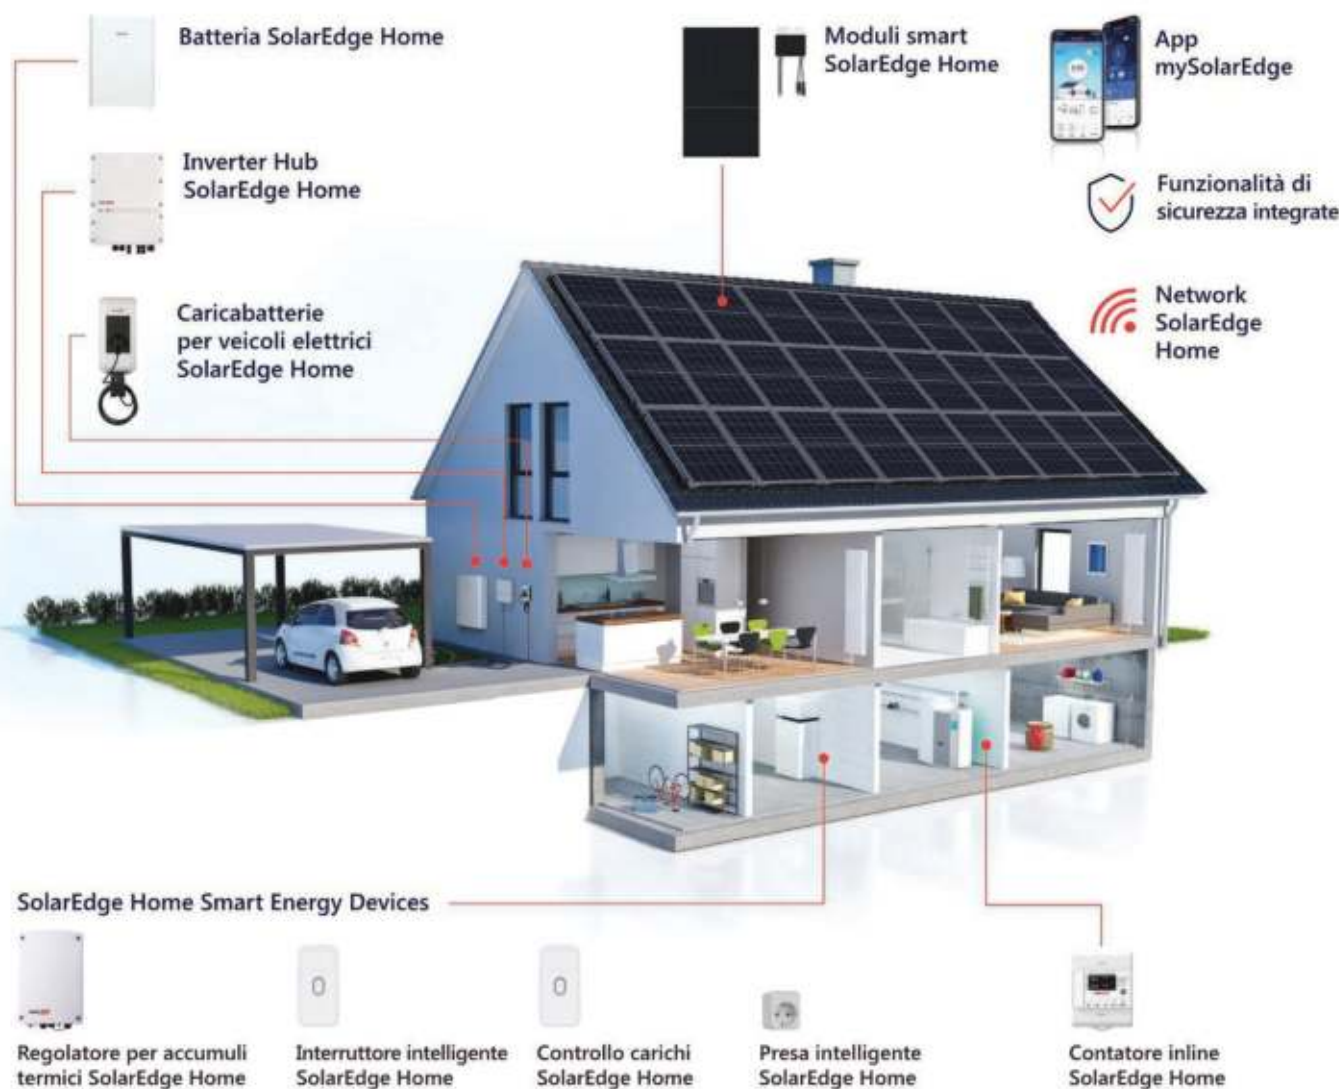 Batteria SolarEdge Home
Inverter Hub
SolarEdge Home
Caricabatterie
per veicoli elettrici
SolarEdge Home
Moduli smart
SolarEdge Home
App
mySolarEdge
Funzionalità di
sicurezza integrate
Network
SolarEdge
Home
SolarEdge Home Smart Energy Devices
Regolatore per accumuli
termici SolarEdge Home
Interruttore intelligente
SolarEdge Home
Controllo carichi
SolarEdge Home
Presa intelligente
SolarEdge Home
Contatore inline
SolarEdge Home